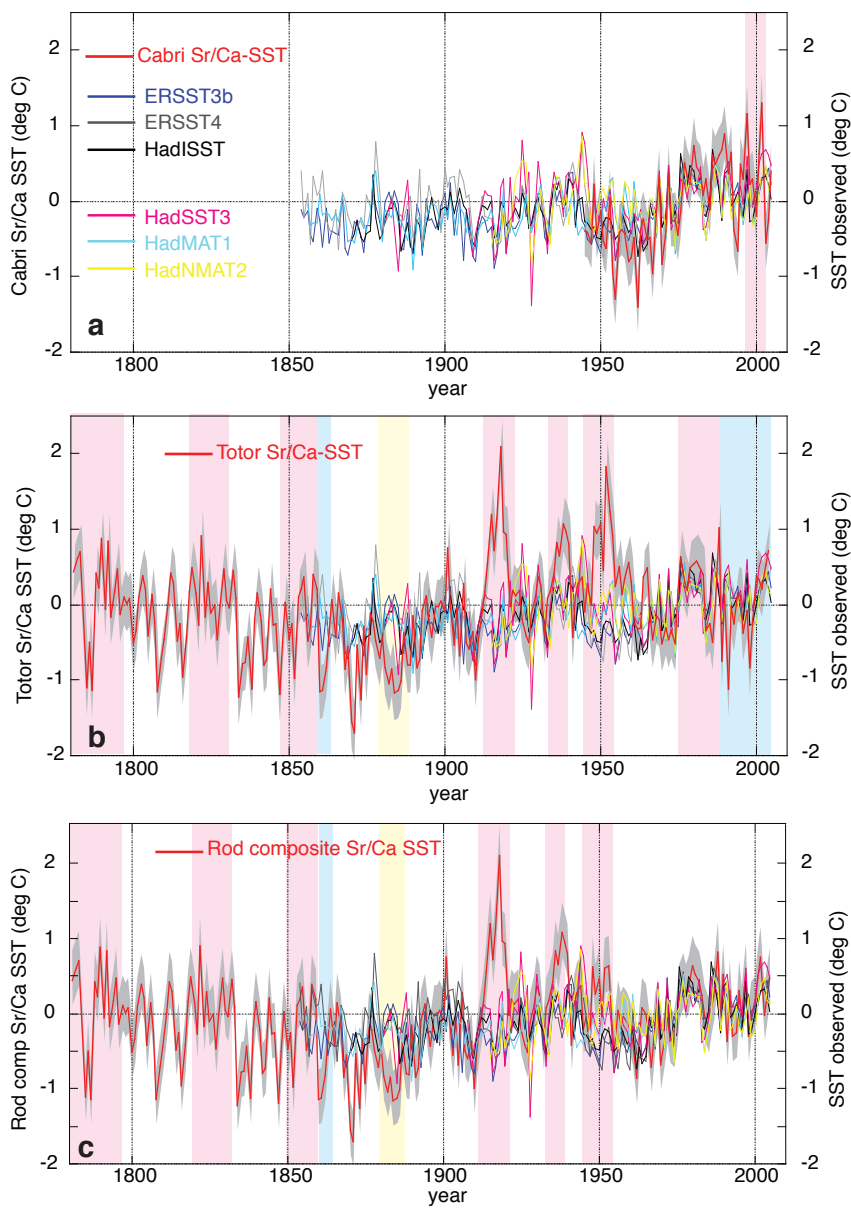 2
1
0
-1
-2
Cabri Sr/Ca SST (deg C)
Cabri Sr/Ca-SST
ERSST3b
ERSST4
HadISST
HadSST3
HadMAT1
HadNMAT2
a
2
1
0
-1
-2
SST observed (deg C)
1800 1850 1900 1950 2000
year
2
1
0
-1
-2
Totor Sr/Ca SST (deg C)
Totor Sr/Ca-SST
b
2
1
0
-1
-2
SST observed (deg C)
1800 1850 1900 1950 2000
year
2
1
0
-1
-2
Rod comp Sr/Ca SST (deg C)
Rod composite Sr/Ca SST
c
2
1
0
-1
-2
SST observed (deg C)
1800 1850 1900 1950 2000
year